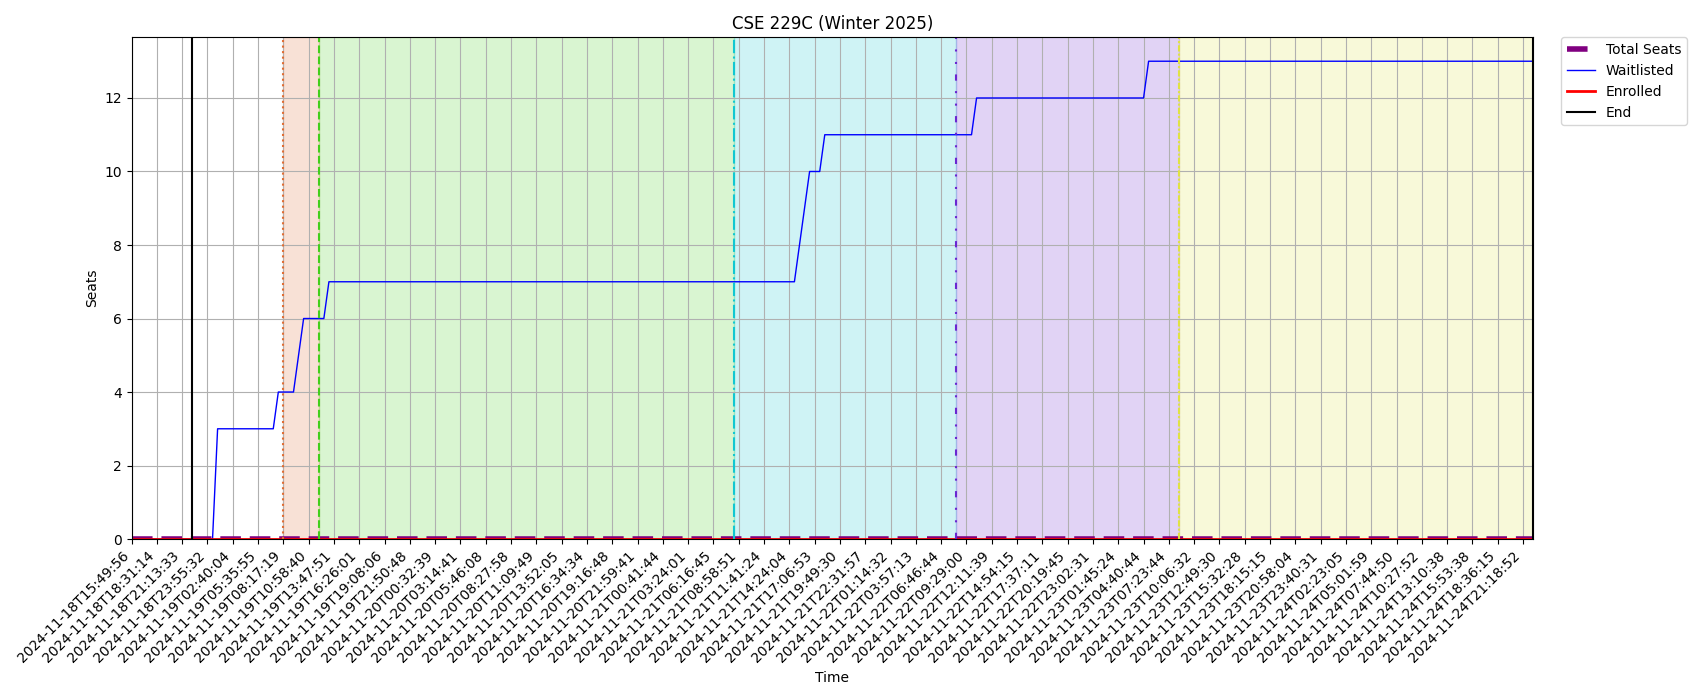 CSE 229C (Winter 2025)
Total Seats
Waitlisted
Enrolled
End
12
10
8
6
4
2
0
Seats
2024-11-18T15:49:56
2024-11-18T18:31:14
2024-11-18T21:13:33
2024-11-18T23:55:32
2024-11-19T02:40:04
2024-11-19T05:35:55
2024-11-19T08:17:19
2024-11-19T10:58:40
2024-11-19T13:47:51
2024-11-19T16:26:01
2024-11-19T19:08:06
2024-11-19T21:50:48
2024-11-20T00:32:39
2024-11-20T03:14:41
2024-11-20T05:46:08
2024-11-20T08:27:58
2024-11-20T11:09:49
2024-11-20T13:52:05
2024-11-20T16:34:34
2024-11-20T19:16:48
2024-11-20T21:59:41
2024-11-21T00:41:44
2024-11-21T03:24:01
2024-11-21T06:16:45
2024-11-21T08:58:51
2024-11-21T11:41:24
2024-11-21T14:24:04
2024-11-21T17:06:53
2024-11-21T19:49:30
2024-11-21T22:31:57
2024-11-22T01:14:32
2024-11-22T03:57:13
2024-11-22T06:46:44
2024-11-22T09:29:00
2024-11-22T12:11:39
2024-11-22T14:54:15
2024-11-22T17:37:11
2024-11-22T20:19:45
2024-11-22T23:02:31
2024-11-23T01:45:24
2024-11-23T04:40:44
2024-11-23T07:23:44
2024-11-23T10:06:32
2024-11-23T12:49:30
2024-11-23T15:32:28
2024-11-23T18:15:15
2024-11-23T20:58:04
2024-11-23T23:40:31
2024-11-24T02:23:05
2024-11-24T05:01:59
2024-11-24T07:44:50
2024-11-24T10:27:52
2024-11-24T13:10:38
2024-11-24T15:53:38
2024-11-24T18:36:15
2024-11-24T21:18:52
Time